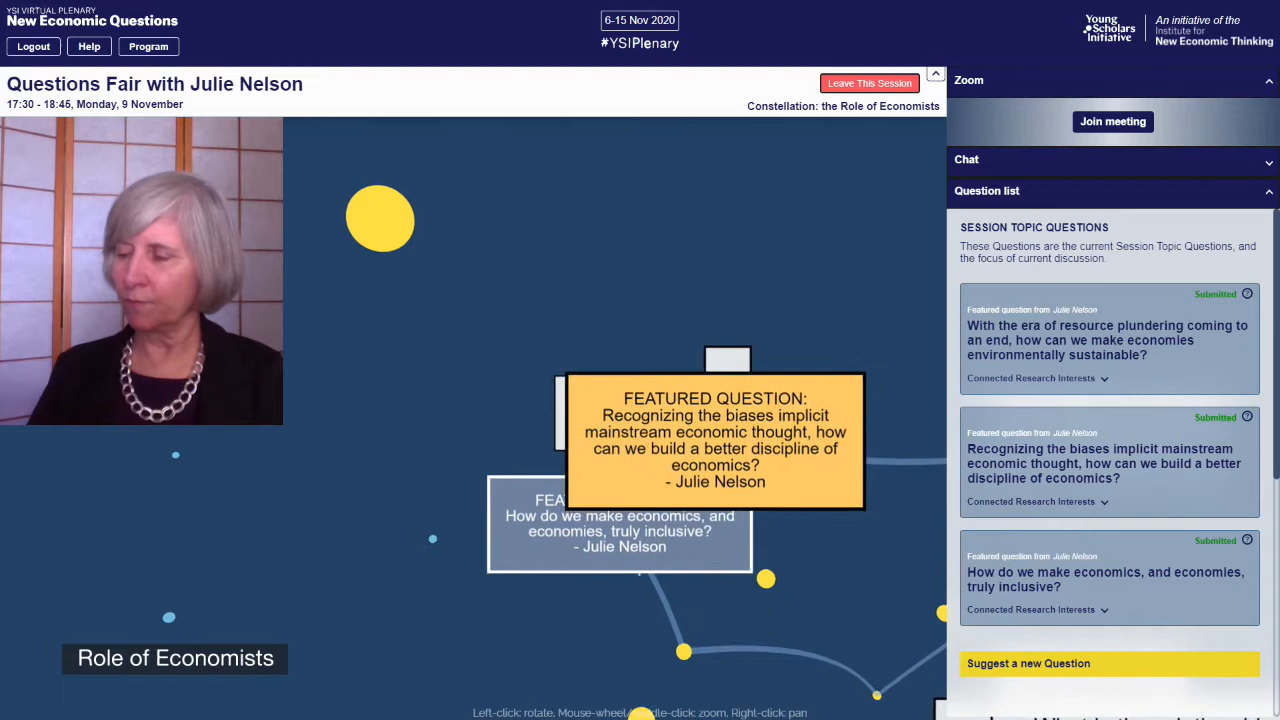 YSI VIRTUAL PLENARY
New Economic Questions
Logout
Help
Program
6-15 Nov 2020
#YSIPlenary
Young
Scholars
Initiative
An initiative of the
Institute for
New Economic Thinking
Questions Fair with Julie Nelson
17:30 - 18:45, Monday, 9 November
Leave This Session
Constellation: the Role of Economists
FEATURED QUESTION:
Recognizing the biases implicit
mainstream economic thought, how
can we build a better discipline of
economics?
- Julie Nelson
FEA
How do we make economics, and
economies, truly inclusive?
- Julie Nelson
Role of Economists
Left-click: rotate, Mouse-wheel / middle-click: zoom, Right-click: pan
Zoom
Join meeting
Chat
Question list
SESSION TOPIC QUESTIONS
These Questions are the current Session Topic Questions, and
the focus of current discussion.
Submitted ?
Featured question from Julie Nelson
With the era of resource plundering coming to
an end, how can we make economies
environmentally sustainable?
Connected Research Interests
Submitted ?
Featured question from Julie Nelson
Recognizing the biases implicit mainstream
economic thought, how can we build a better
discipline of economics?
Connected Research Interests
Submitted ?
Featured question from Julie Nelson
How do we make economics, and economies,
truly inclusive?
Connected Research Interests
Suggest a new Question